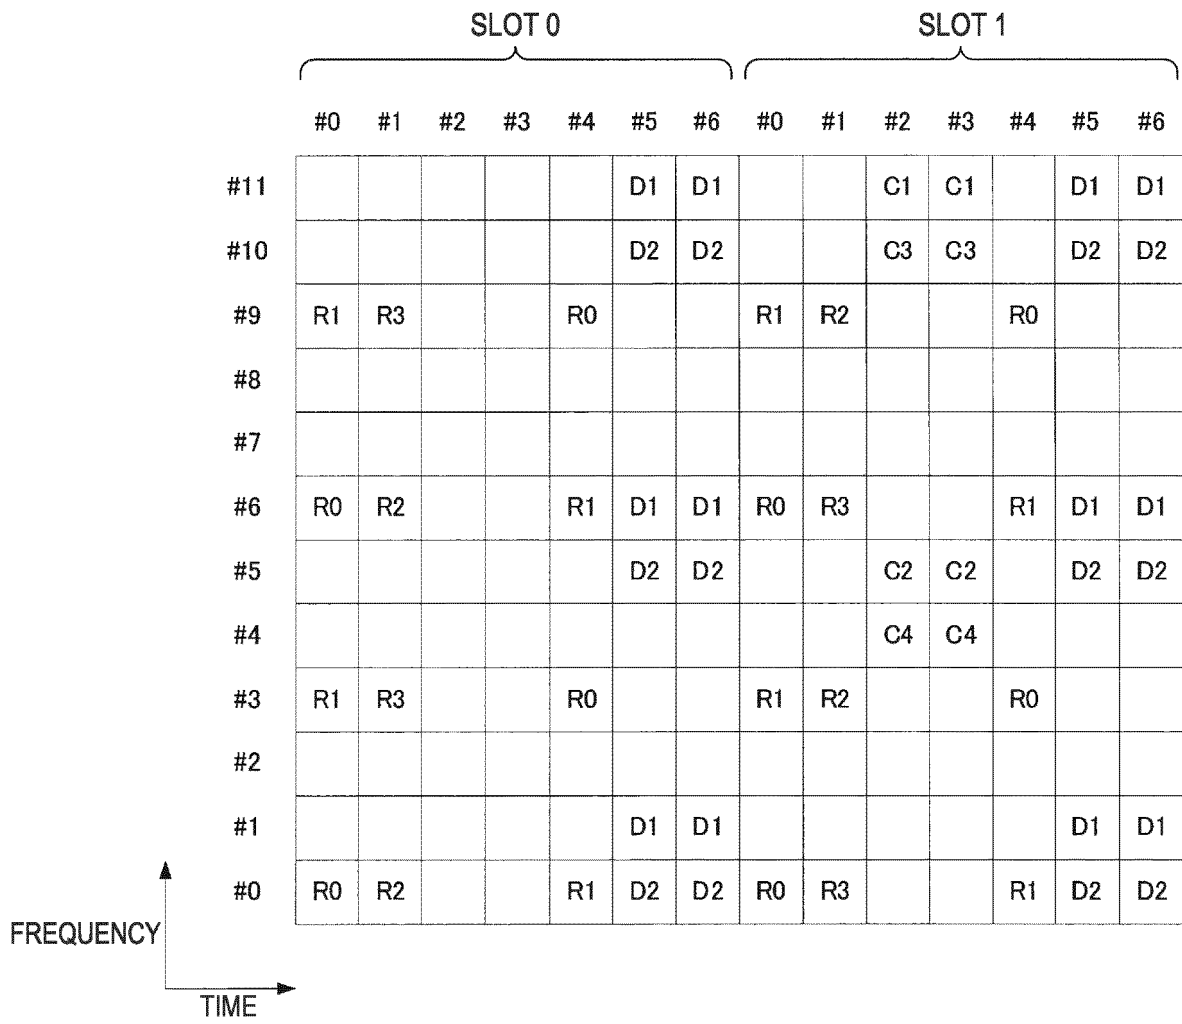 SLOT 0 SLOT 1
#0 #1 #2 #3 #4 #5 #6 #0 #1 #2 #3 #4 #5 #6
#11 D1 D1 C1 C1 D1 D1
#10 D2 D2 C3 C3 D2 D2
#9 R1 R3 R0 R1 R2 R0
#8
#7
#6 R0 R2 R1 D1 D1 R0 R3 R1 D1 D1
#5 D2 D2 C2 C2 D2 D2
#4 C4 C4
#3 R1 R3 R0 R1 R2 R0
#2
#1 D1 D1 D1 D1
#0 R0 R2 R1 D2 D2 R0 R3 R1 D2 D2
FREQUENCY
TIME